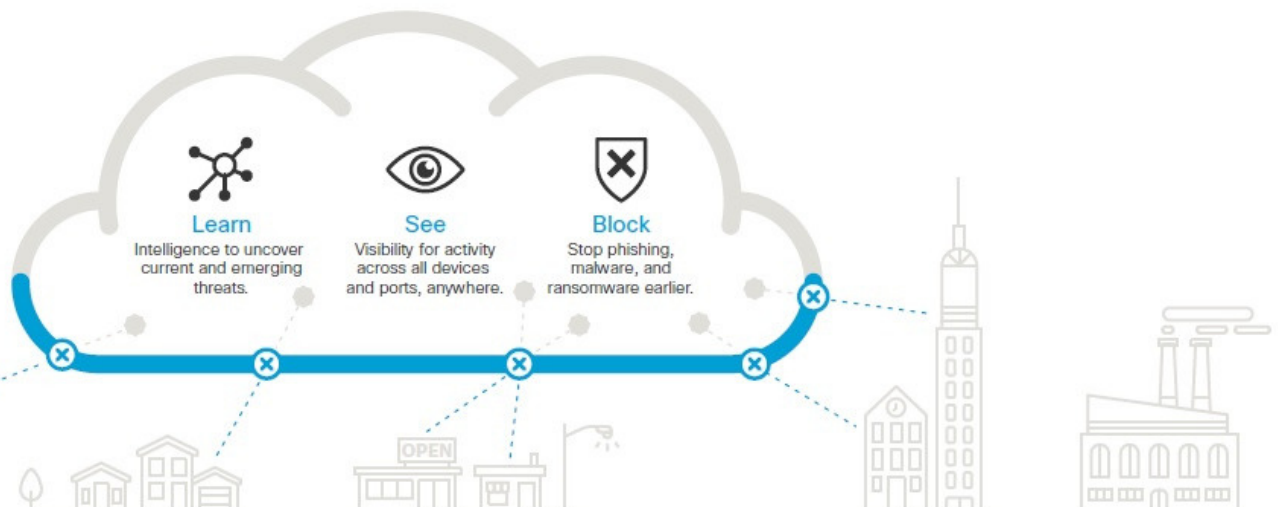 Learn
Intelligence to uncover
current and emerging
threats.
See
Visibility for activity
across all devices
and ports, anywhere.
Block
Stop phishing,
malware, and
ransomware earlier.
OPEN